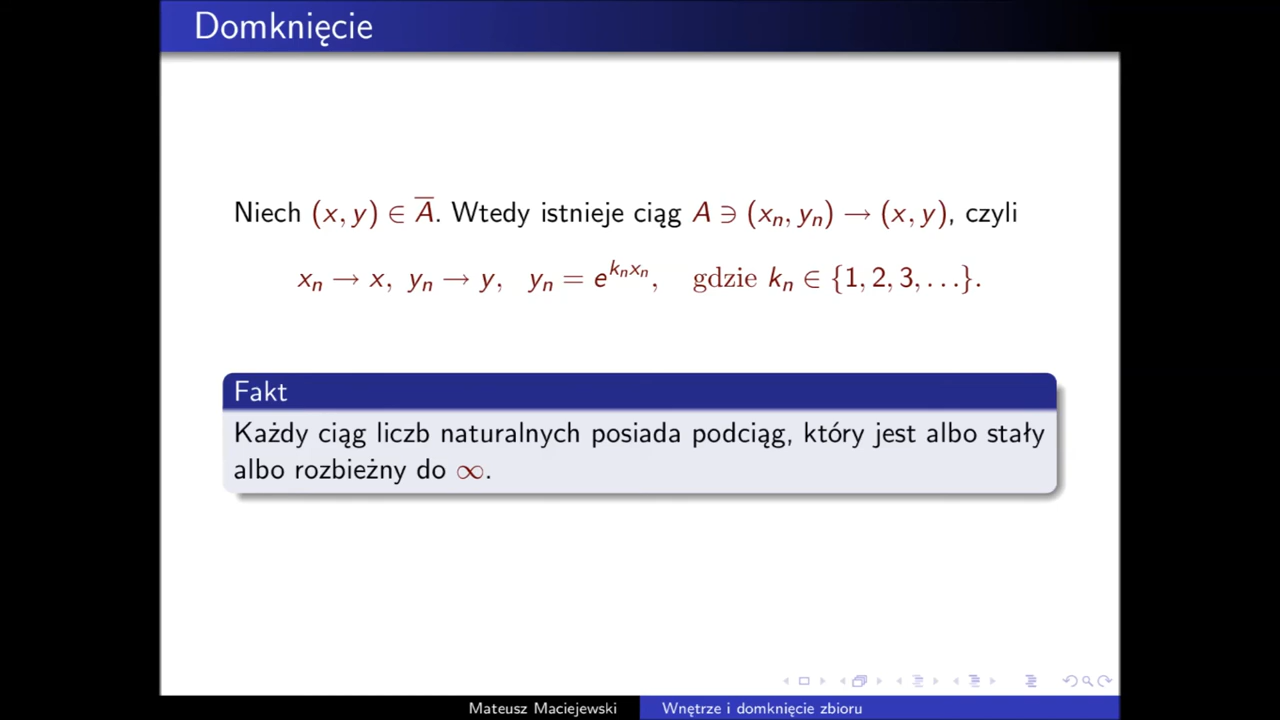 Domknięcie
Niech (x, y) ∈ A̅. Wtedy istnieje ciąg A ∋ (xₙ, yₙ) → (x, y), czyli
xₙ → x, yₙ → y, yₙ = e^{kₙxₙ}, gdzie kₙ ∈ {1, 2, 3, . . .}.
Fakt
Każdy ciąg liczb naturalnych posiada podciąg, który jest albo stały
albo rozbieżny do ∞.
Mateusz Maciejewski
Wnętrze i domknięcie zbioru